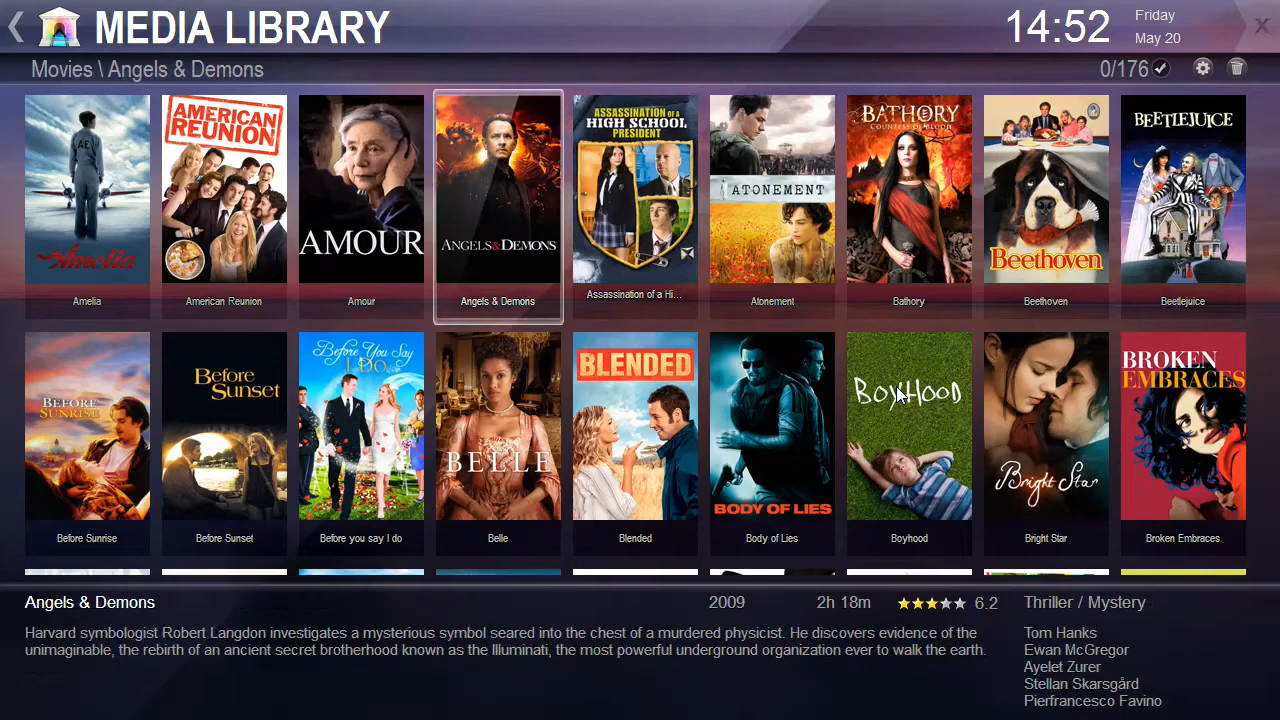 MEDIA LIBRARY
14:52
Friday
May 20
Movies \ Angels & Demons
0/176
AE
Amelia
AMERICAN
REUNION
AMOUR
ANGELS&DEMONS
ASSASSINATION OF A
HIGH SCHOOL
PRESIDENT
ATONEMENT
BATHORY
COUNTESS OF BLOOD
Beethoven
BEETLEJUICE
Amelia
American Reunion
Amour
Angels & Demons
Assassination of a Hi...
Atonement
Bathory
Beethoven
Beetlejuice
BEFORE
SUNRISE
Before
Sunset
Before You Say
I Do
BELLE
BLENDED
BODY OF LIES
BOYHOOD
Bright Star
BROKEN
EMBRACES
Before Sunrise
Before Sunset
Before you say I do
Belle
Blended
Body of Lies
Boyhood
Bright Star
Broken Embraces
Angels & Demons
2009
2h 18m
6.2
Thriller / Mystery
Harvard symbologist Robert Langdon investigates a mysterious symbol seared into the chest of a murdered physicist. He discovers evidence of the
unimaginable, the rebirth of an ancient secret brotherhood known as the Illuminati, the most powerful underground organization ever to walk the earth.
Tom Hanks
Ewan McGregor
Ayelet Zurer
Stellan Skarsgård
Pierfrancesco Favino